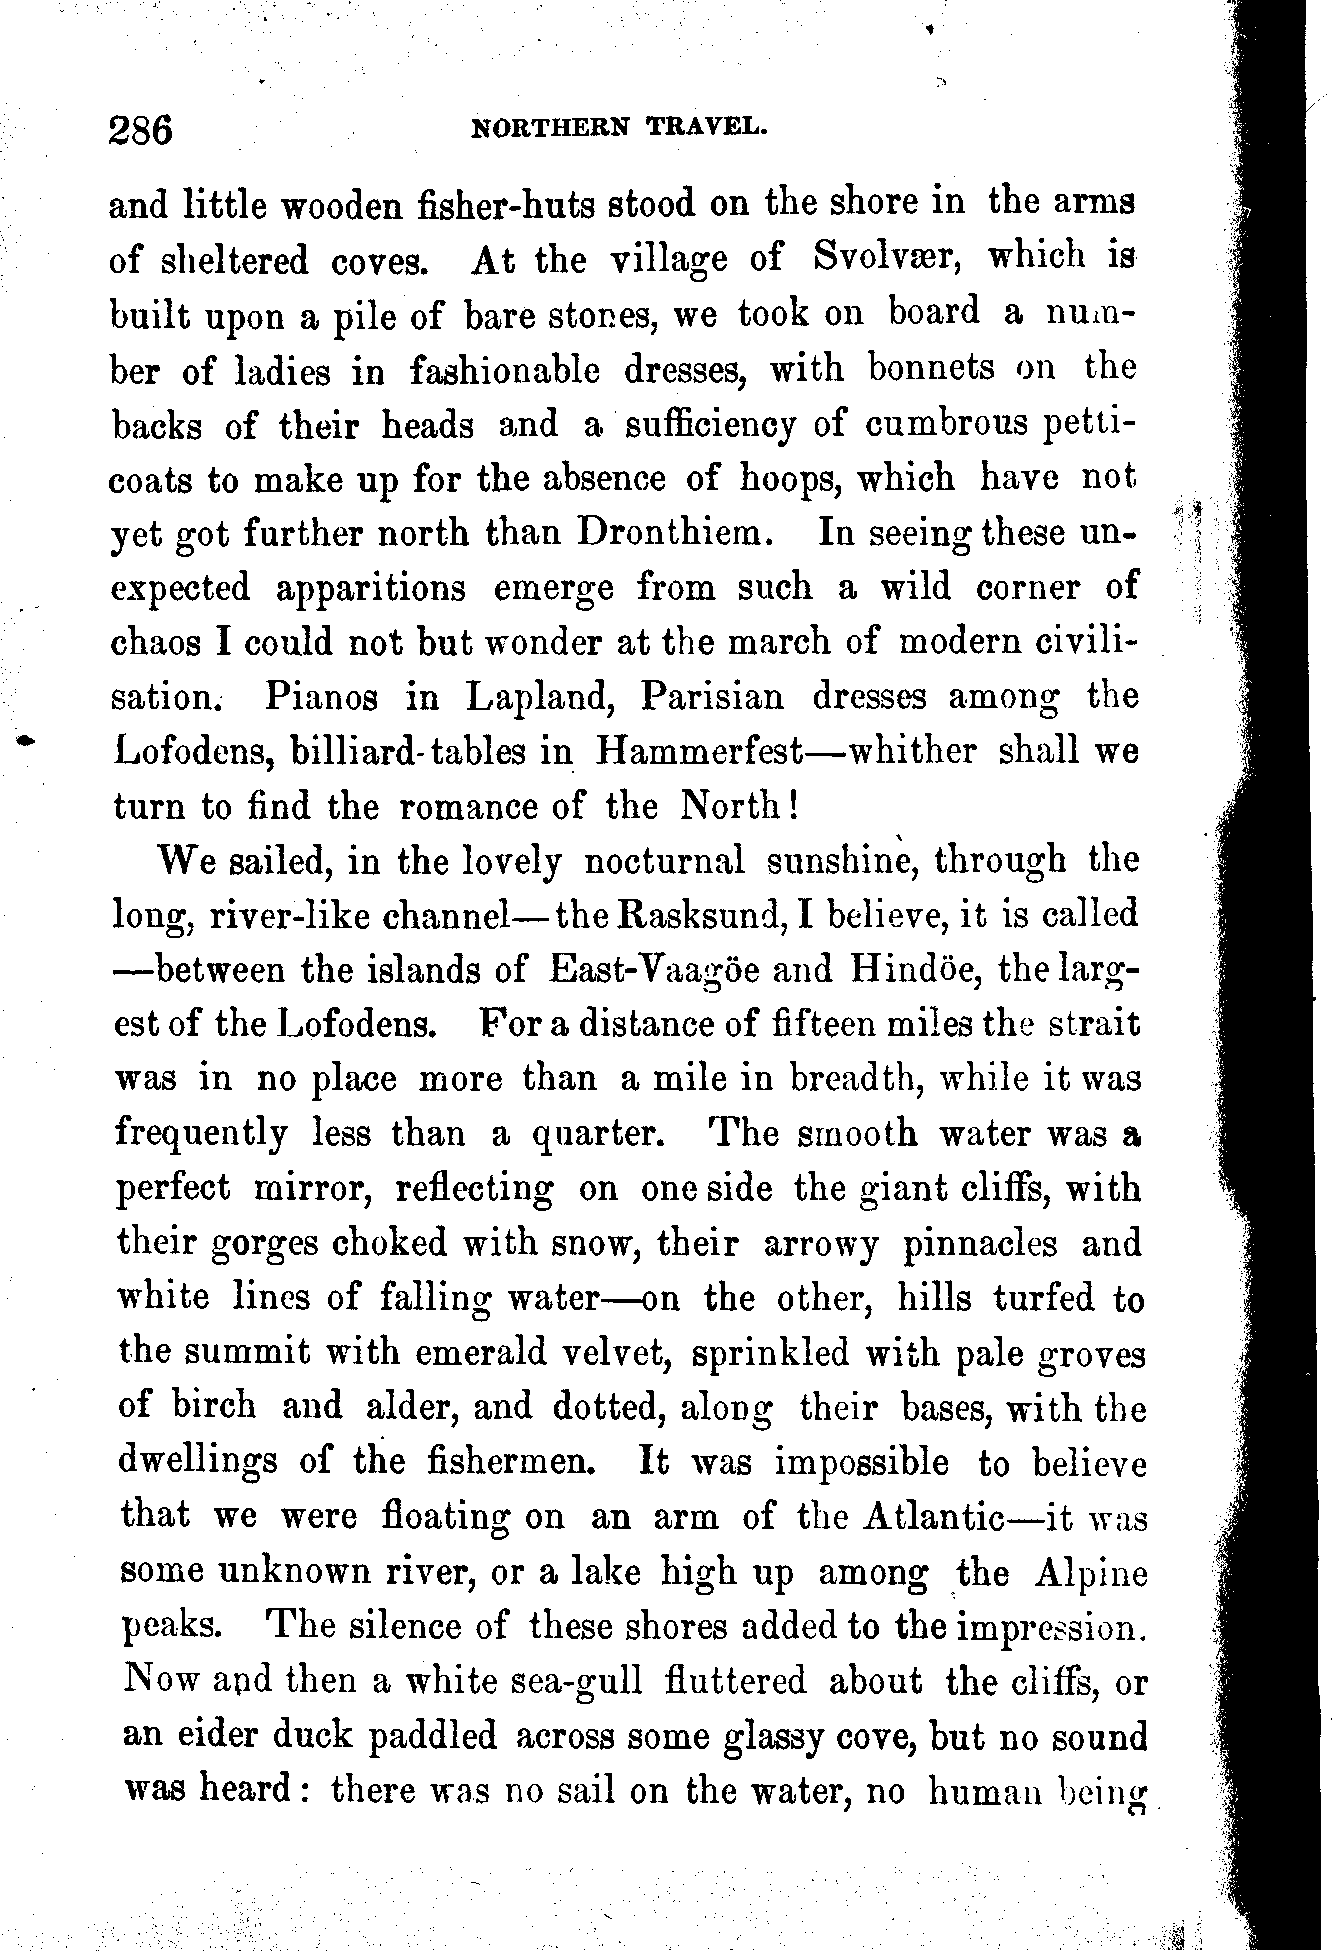 286 NORTHERN TRAVEL.
and little wooden fisher-huts stood on the shore in the arms
of sheltered coves. At the village of Svolvær, which is
built upon a pile of bare stones, we took on board a num-
ber of ladies in fashionable dresses, with bonnets on the
backs of their heads and a sufficiency of cumbrous petti-
coats to make up for the absence of hoops, which have not
yet got further north than Dronthiem. In seeing these un-
expected apparitions emerge from such a wild corner of
chaos I could not but wonder at the march of modern civili-
sation. Pianos in Lapland, Parisian dresses among the
Lofodens, billiard-tables in Hammerfest—whither shall we
turn to find the romance of the North!
We sailed, in the lovely nocturnal sunshine, through the
long, river-like channel—the Rasksund, I believe, it is called
—between the islands of East-Vaagöe and Hindöe, the larg-
est of the Lofodens. For a distance of fifteen miles the strait
was in no place more than a mile in breadth, while it was
frequently less than a quarter. The smooth water was a
perfect mirror, reflecting on one side the giant cliffs, with
their gorges choked with snow, their arrowy pinnacles and
white lines of falling water—on the other, hills turfed to
the summit with emerald velvet, sprinkled with pale groves
of birch and alder, and dotted, along their bases, with the
dwellings of the fishermen. It was impossible to believe
that we were floating on an arm of the Atlantic—it was
some unknown river, or a lake high up among the Alpine
peaks. The silence of these shores added to the impression.
Now and then a white sea-gull fluttered about the cliffs, or
an eider duck paddled across some glassy cove, but no sound
was heard: there was no sail on the water, no human being